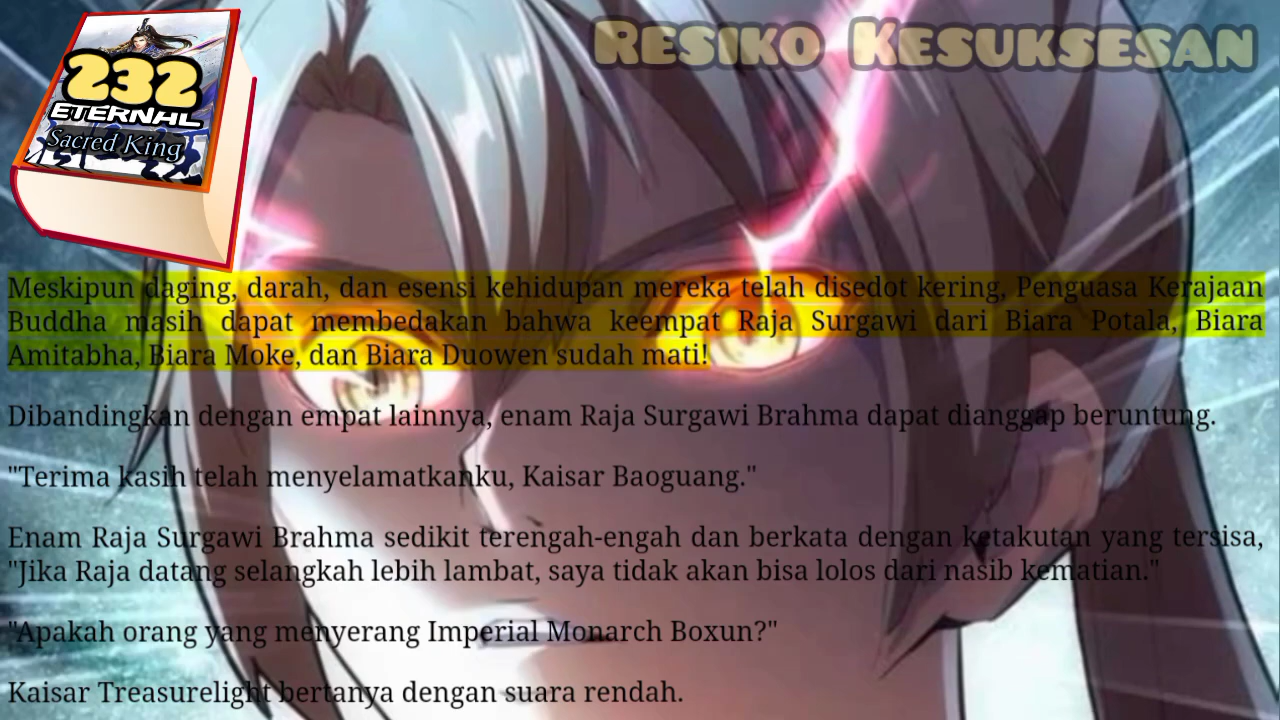 232
ETERNAL
Sacred King
Resiko Kesuksesan
Meskipun daging, darah, dan esensi kehidupan mereka telah disedot kering, Penguasa Kerajaan
Buddha masih dapat membedakan bahwa keempat Raja Surgawi dari Biara Potala, Biara
Amitabha, Biara Moke, dan Biara Duowen sudah mati!
Dibandingkan dengan empat lainnya, enam Raja Surgawi Brahma dapat dianggap beruntung.
"Terima kasih telah menyelamatkanku, Kaisar Baoguang."
Enam Raja Surgawi Brahma sedikit terengah-engah dan berkata dengan ketakutan yang tersisa,
"Jika Raja datang selangkah lebih lambat, saya tidak akan bisa lolos dari nasib kematian."
"Apakah orang yang menyerang Imperial Monarch Boxun?"
Kaisar Treasurelight bertanya dengan suara rendah.